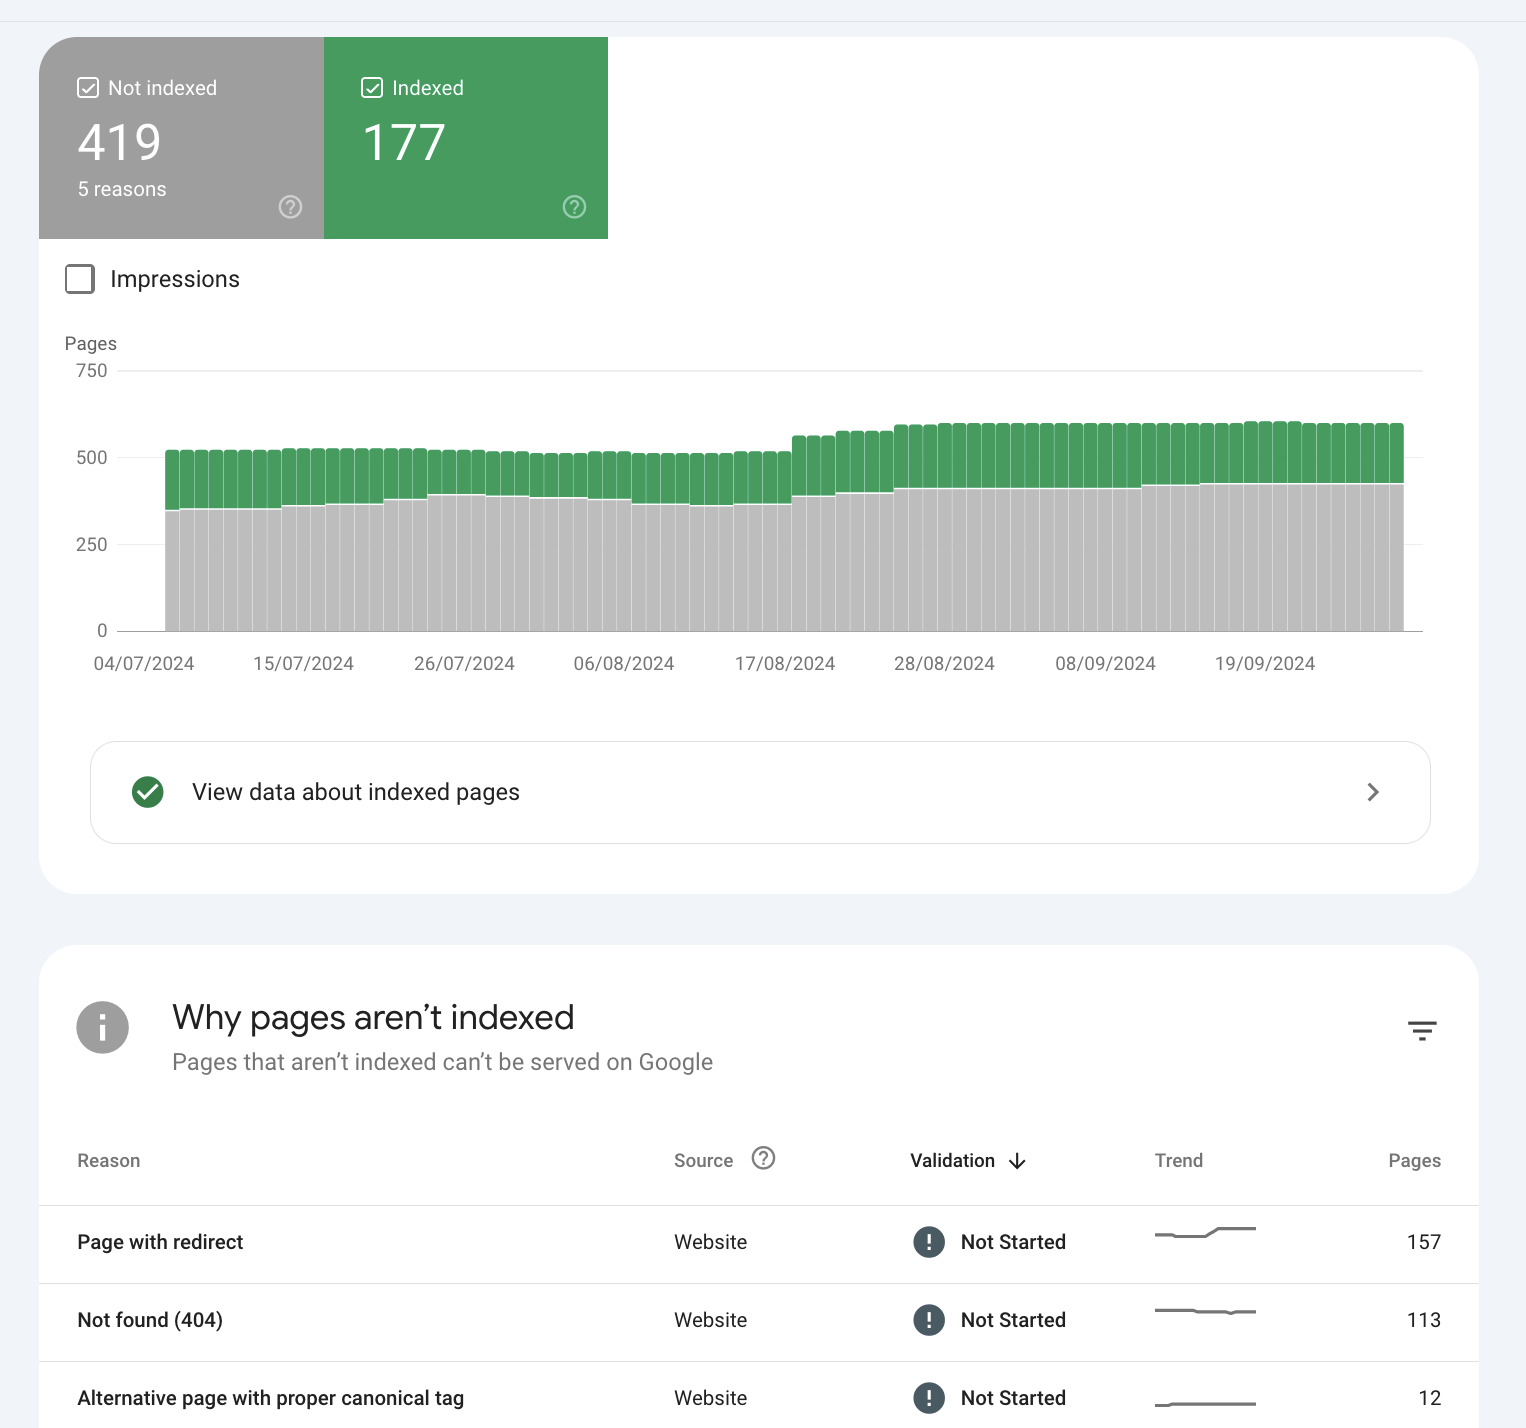 Not indexed
419
5 reasons
Indexed
177
Impressions
Pages
750
500
250
0
04/07/2024 15/07/2024 26/07/2024 06/08/2024 17/08/2024 28/08/2024 08/09/2024 19/09/2024
View data about indexed pages
Why pages aren’t indexed
Pages that aren’t indexed can’t be served on Google
Reason Source Validation Trend Pages
Page with redirect Website Not Started 157
Not found (404) Website Not Started 113
Alternative page with proper canonical tag Website Not Started 12